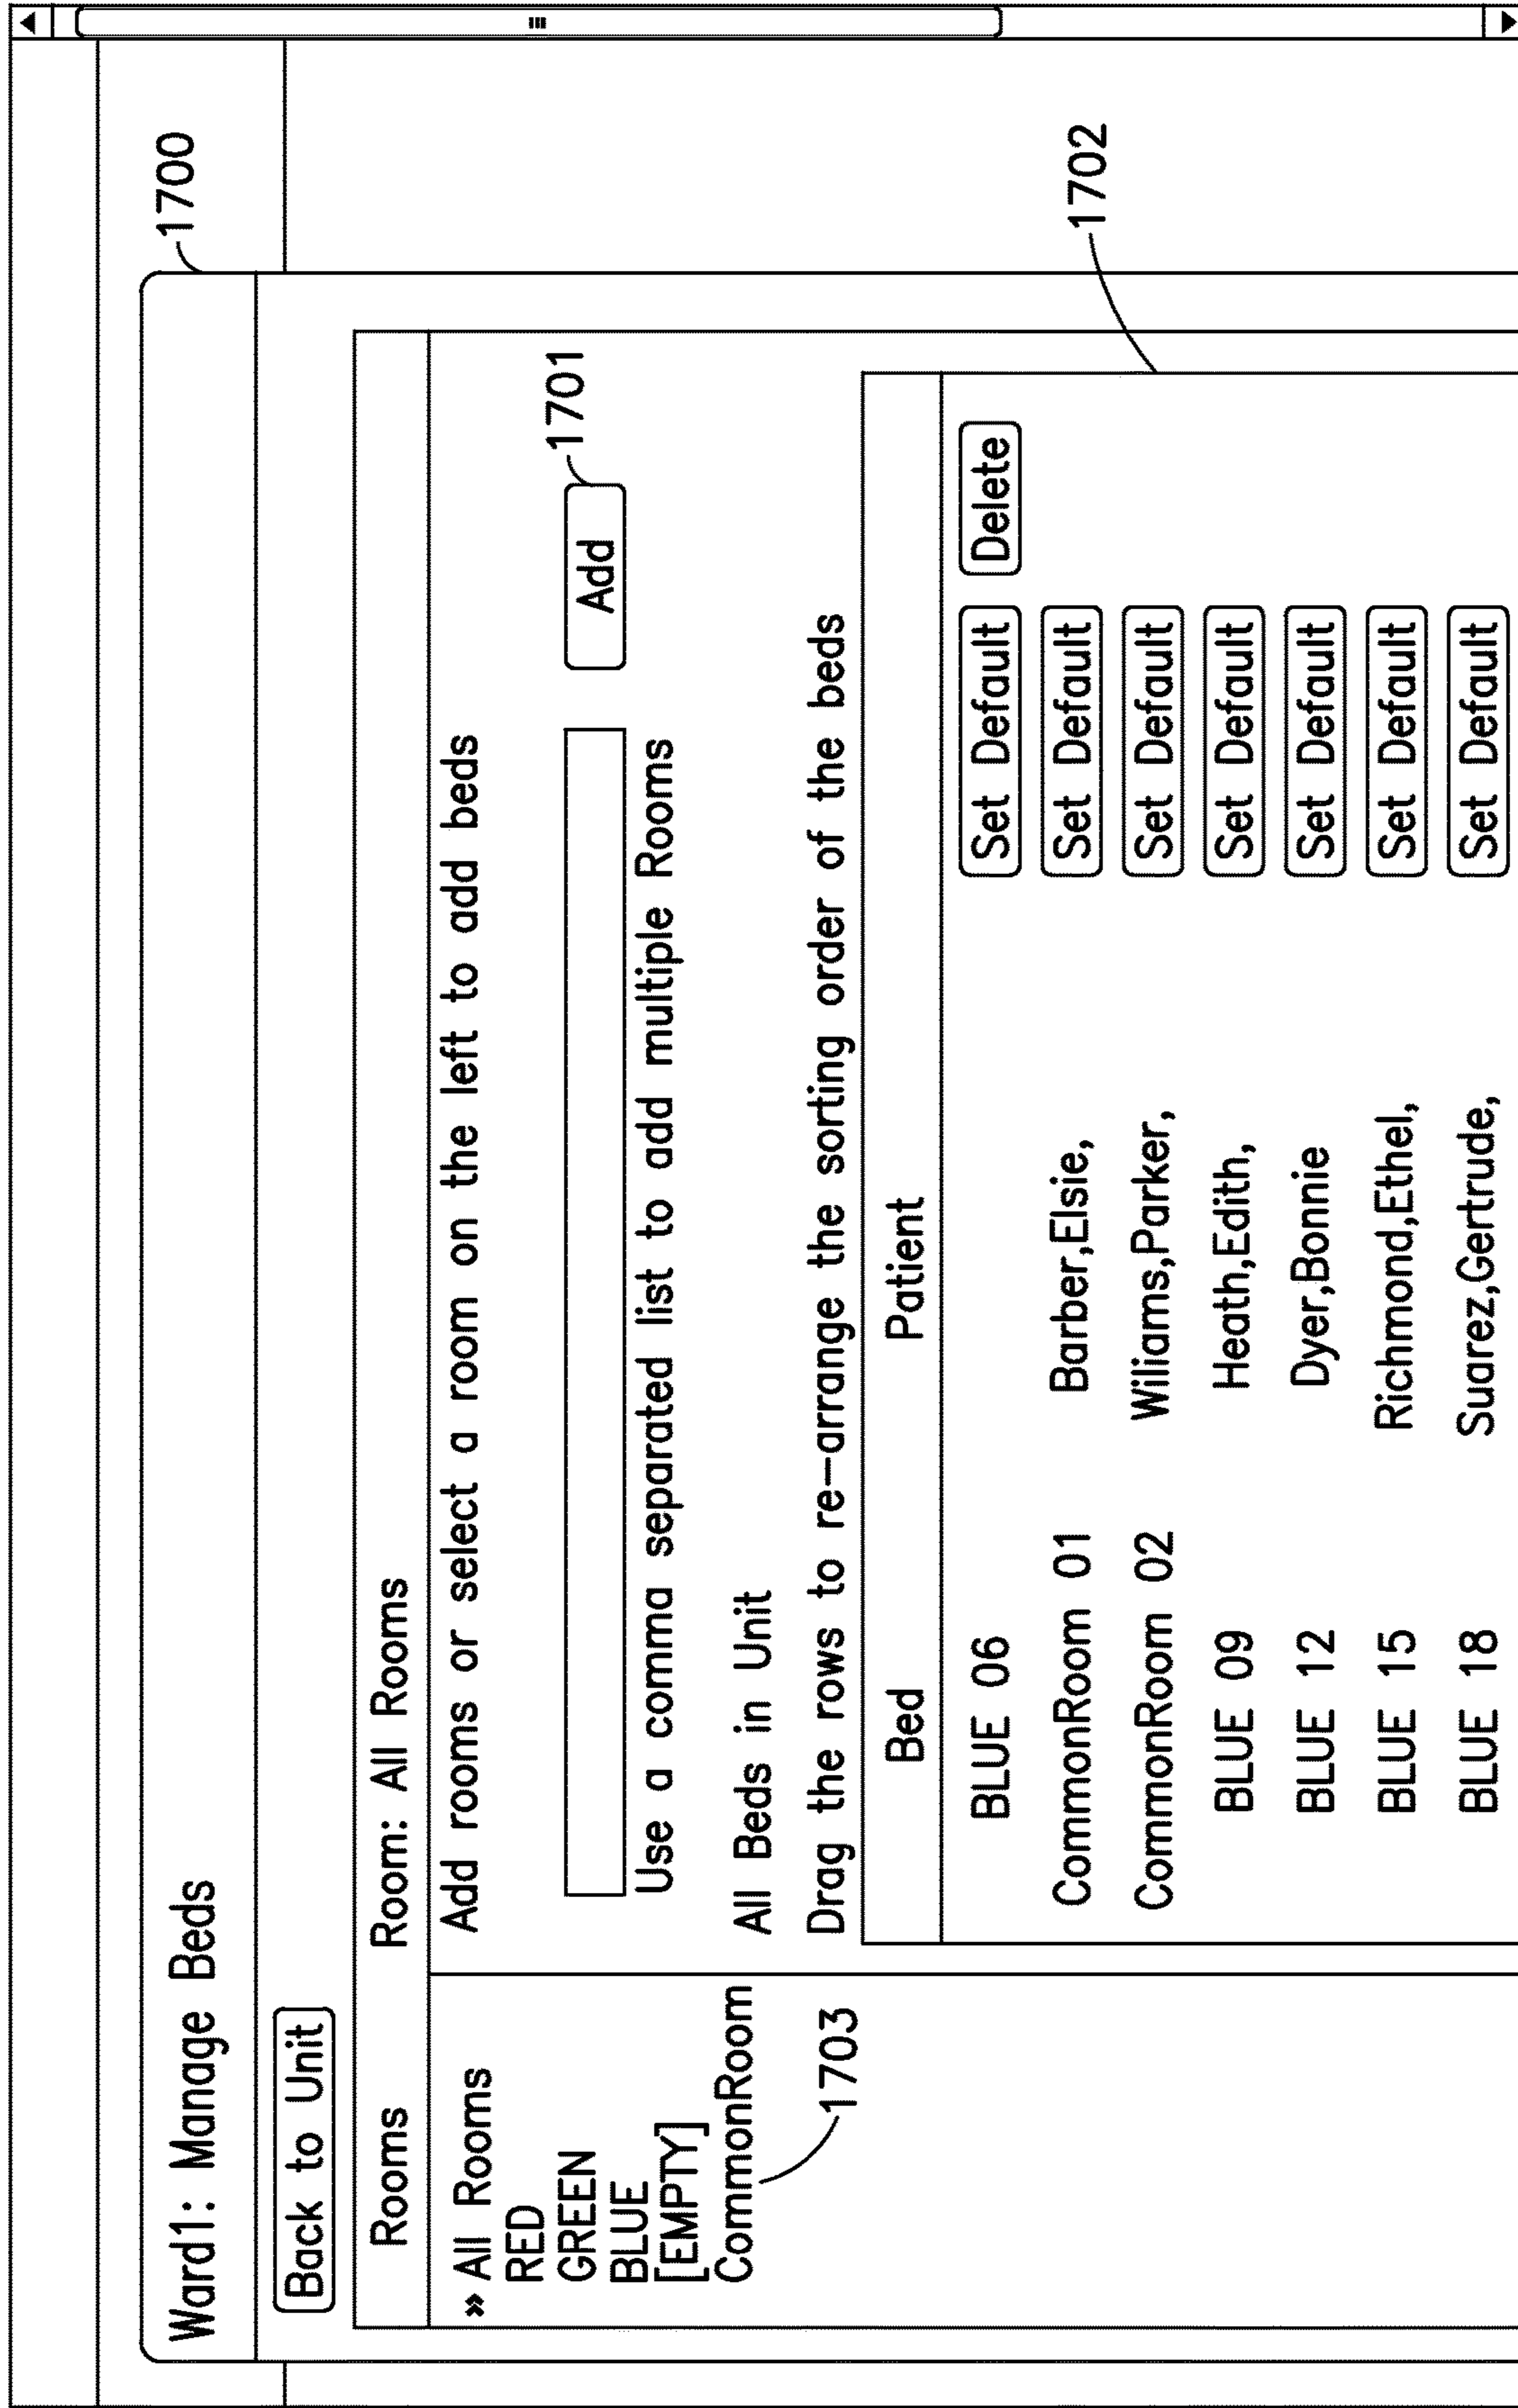 1700
Ward1: Manage Beds
Back to Unit
Rooms Room: All Rooms
» All Rooms
RED
GREEN
BLUE
[EMPTY]
CommonRoom
1703
Add rooms or select a room on the left to add beds
Add 1701
Use a comma separated list to add multiple Rooms
All Beds in Unit
Drag the rows to re-arrange the sorting order of the beds
1702
Bed Patient
BLUE 06 Set Default Delete
CommonRoom 01 Barber,Elsie, Set Default
CommonRoom 02 Wiliams,Parker, Set Default
BLUE 09 Heath,Edith, Set Default
BLUE 12 Dyer,Bonnie Set Default
BLUE 15 Richmond,Ethel, Set Default
BLUE 18 Suarez,Gertrude, Set Default